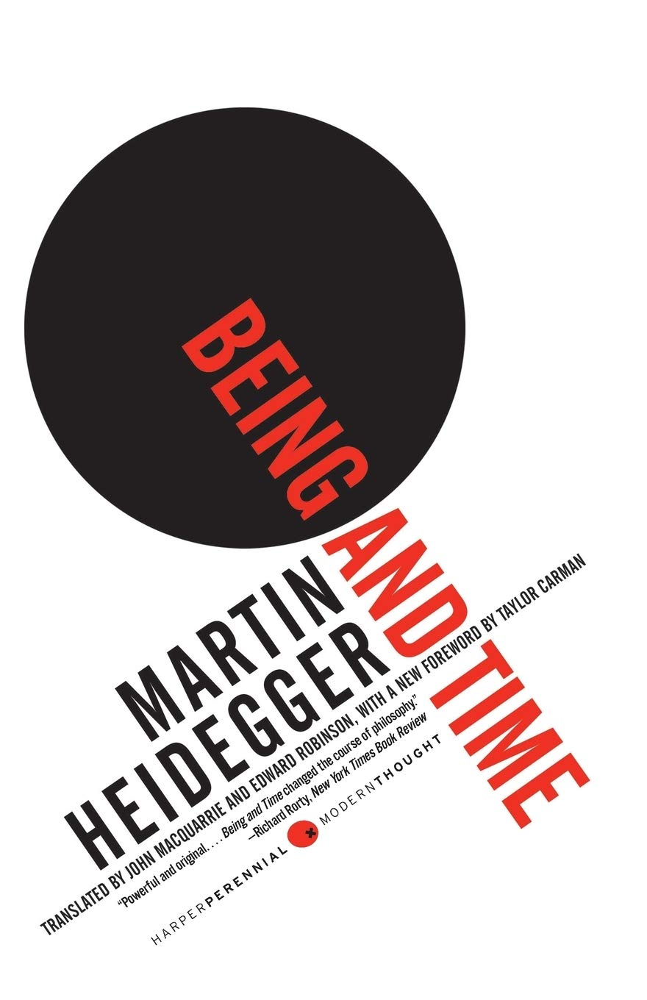 BEING
AND TIME
MARTIN
HEIDEGGER
TRANSLATED BY JOHN MACQUARRIE AND EDWARD ROBINSON, WITH A NEW FOREWORD BY TAYLOR CARMAN
“Powerful and original. . . . Being and Time changed the course of philosophy.”
—Richard Rorty, New York Times Book Review
HARPERPERENNIAL MODERNTHOUGHT